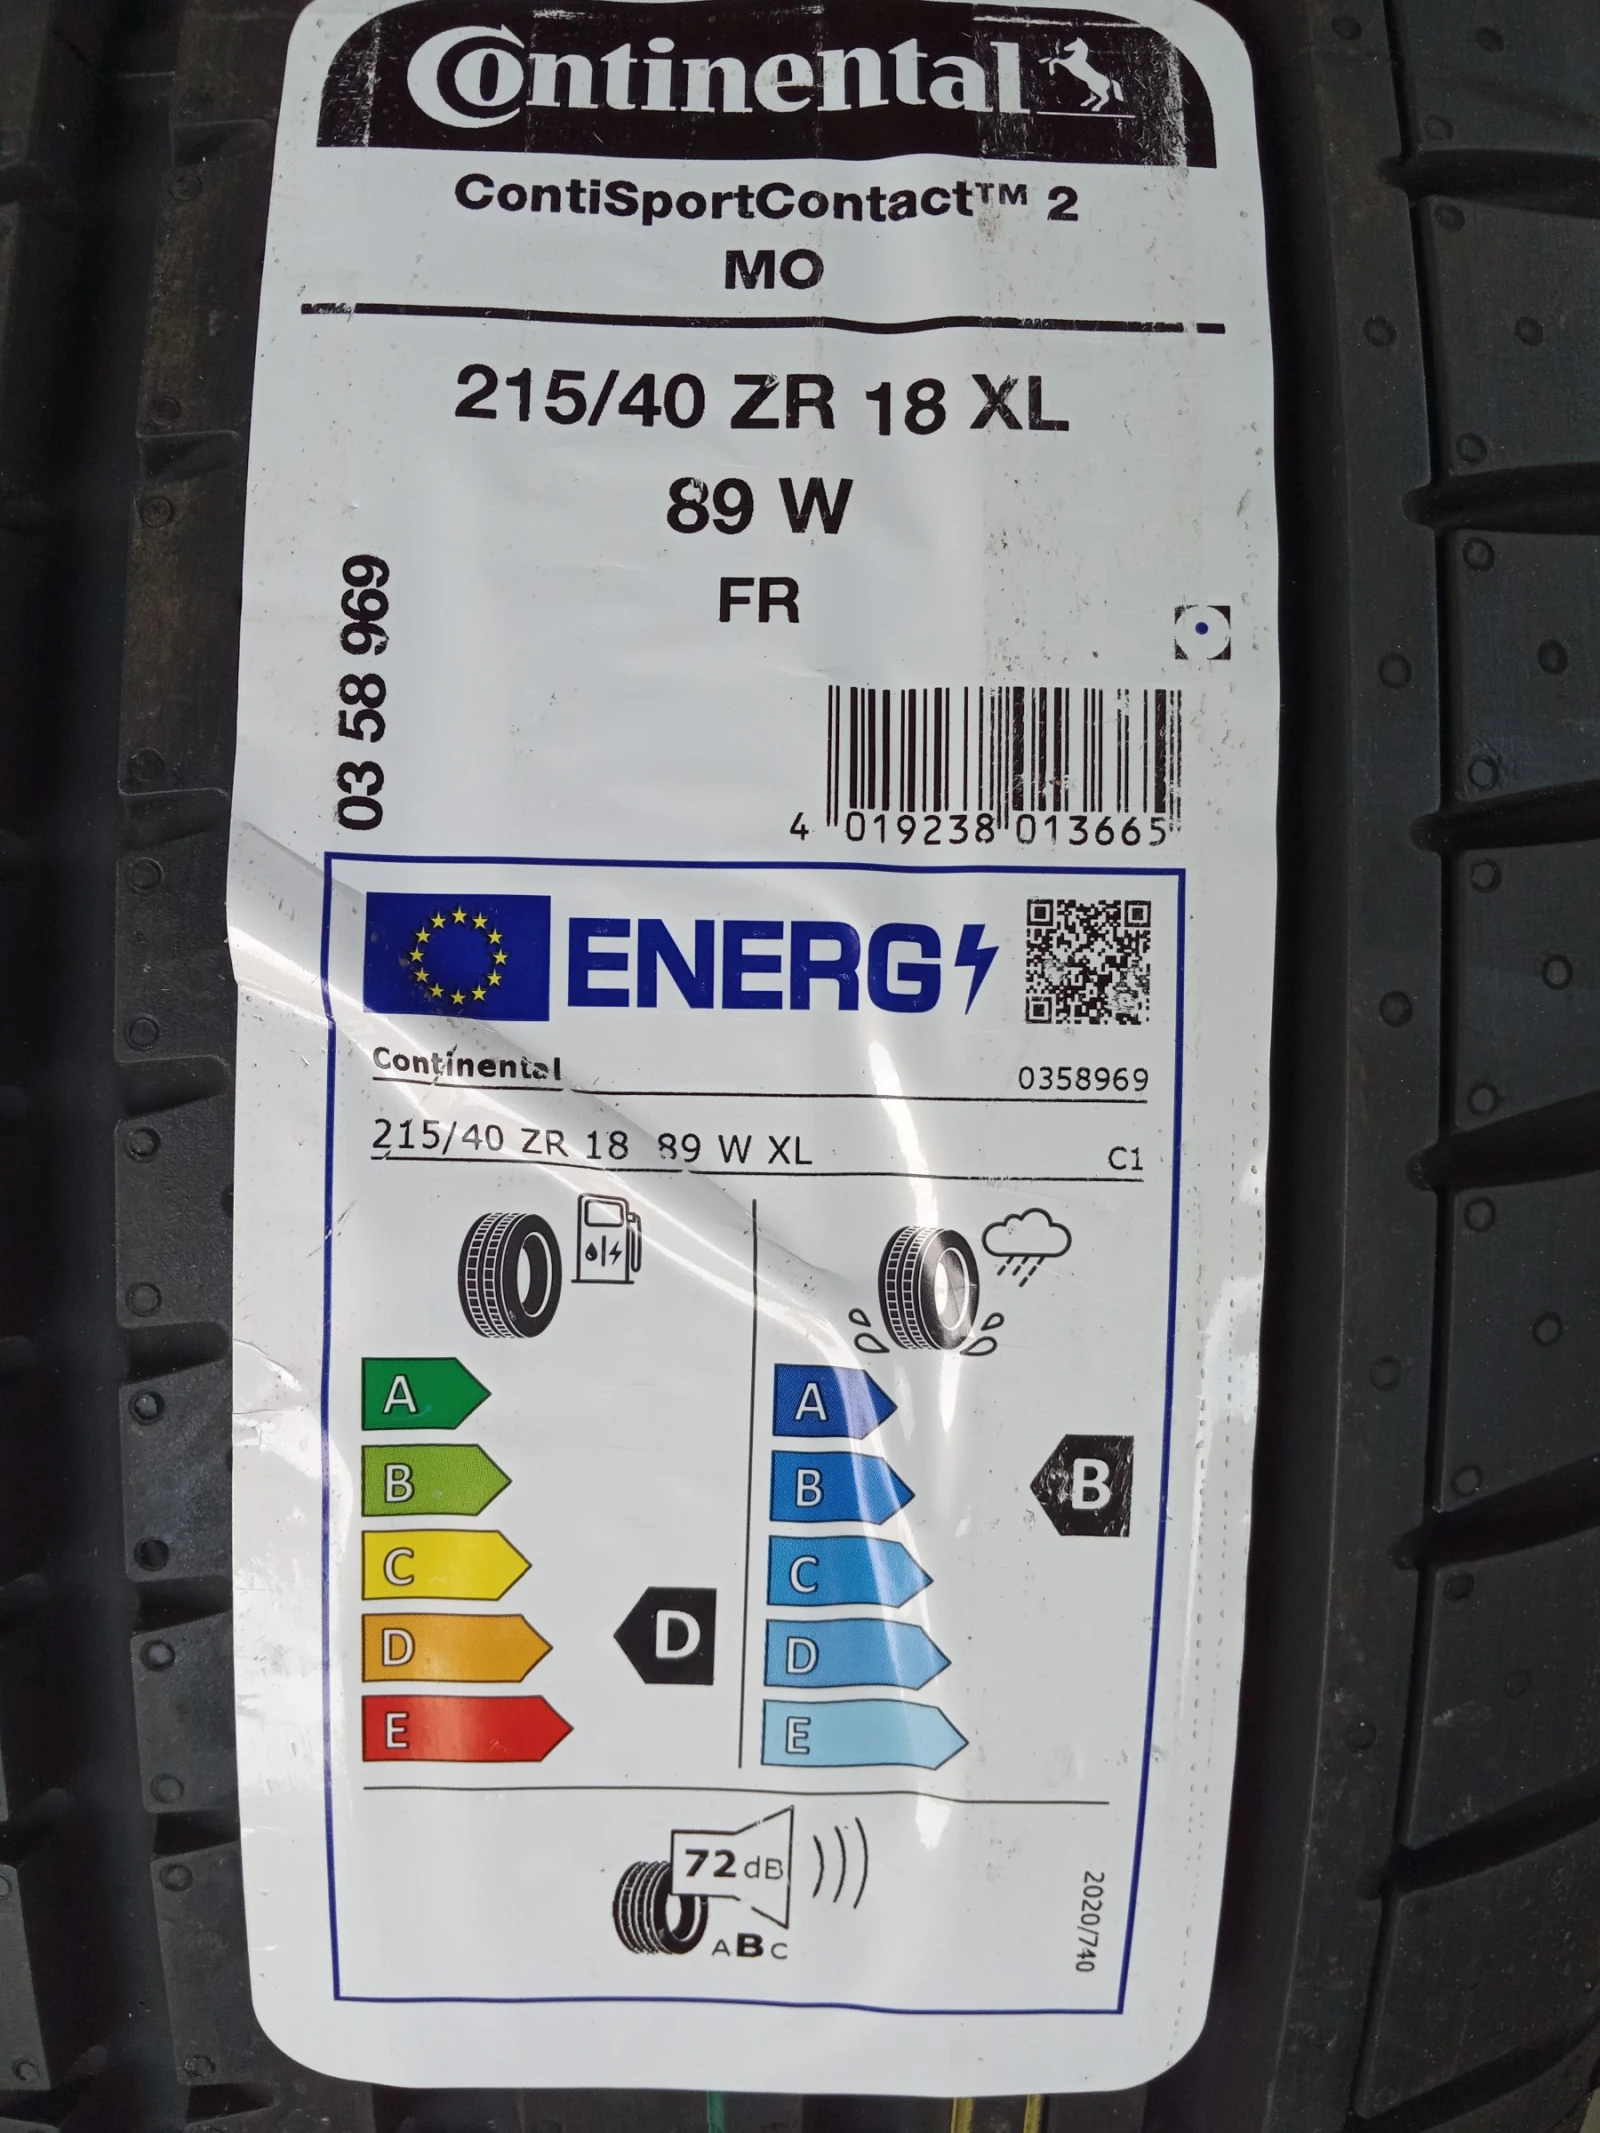 Continental
ContiSportContact™ 2
MO
215/40 ZR 18 XL
89 W
FR
03 58 969
4 019238 013665
ENERG
Continental 0358969
215/40 ZR 18 89 W XL C1
A A
B B B
C C
D D D
E E
72 dB
ABC
2020/740